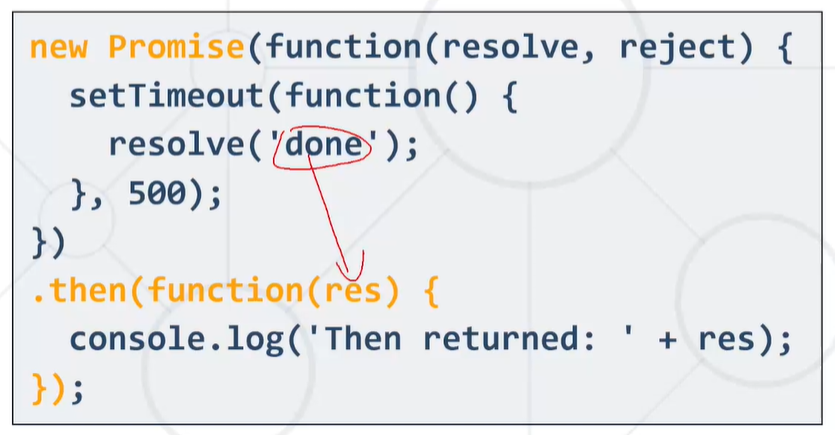 new Promise(function(resolve, reject) {
  setTimeout(function() {
    resolve('done');
  }, 500);
})
.then(function(res) {
  console.log('Then returned: ' + res);
});